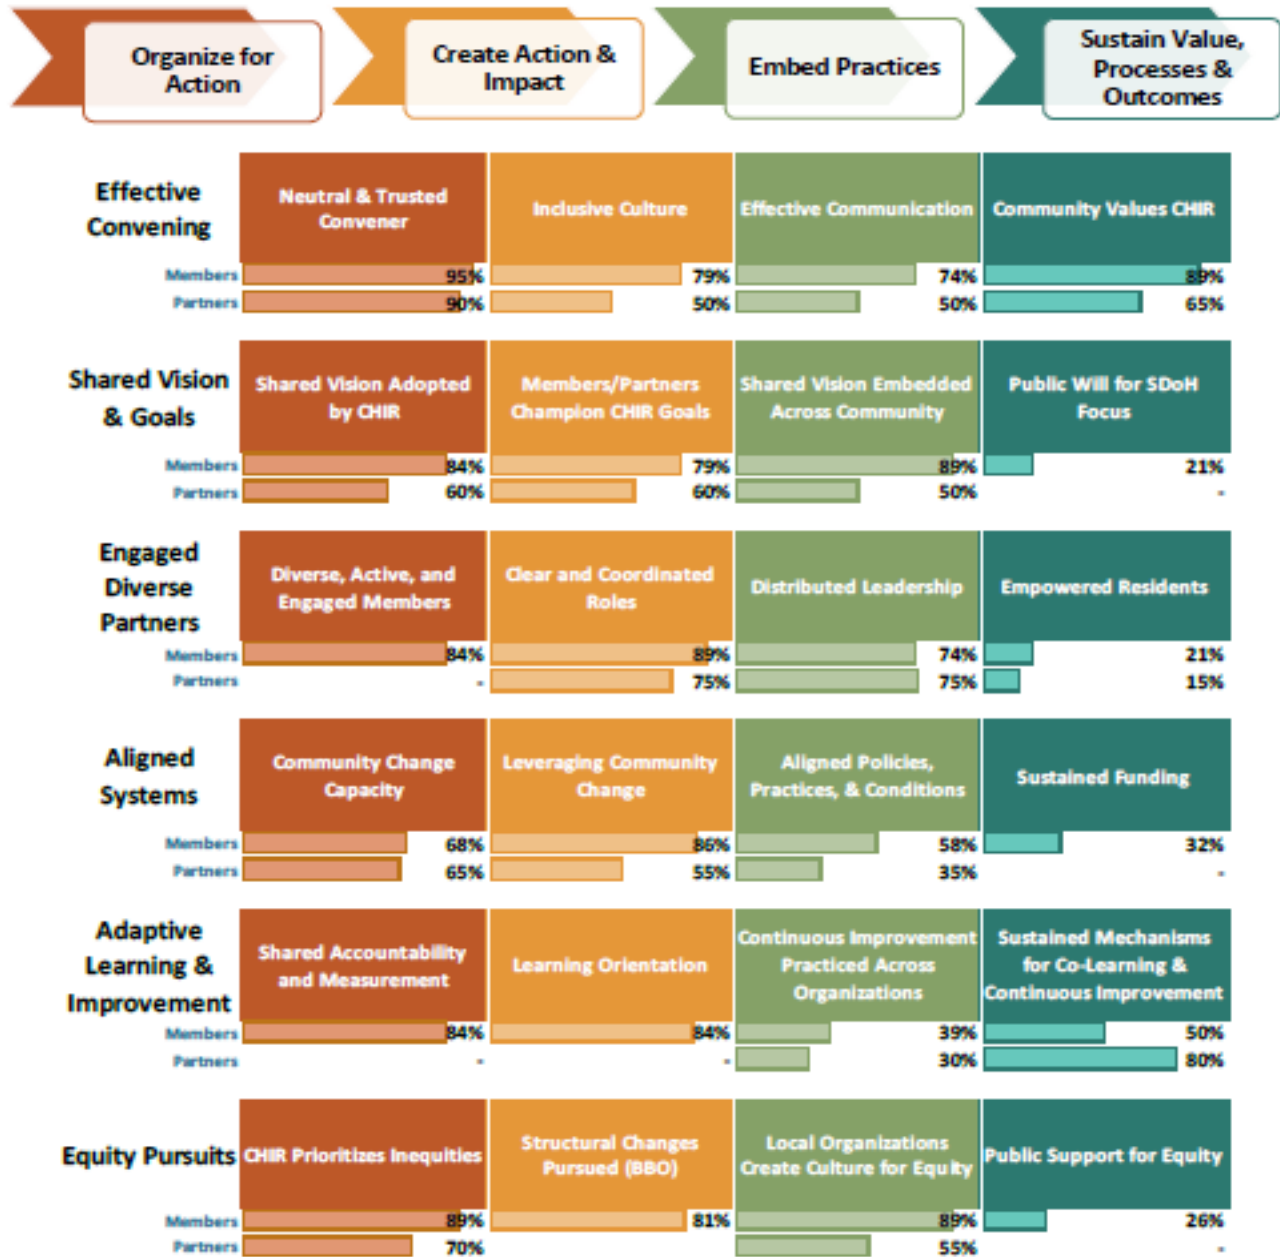 Organize for
Action
Create Action &
Impact
Embed Practices
Sustain Value,
Processes &
Outcomes
Effective
Convening
Neutral & Trusted
Convener
Inclusive Culture
Effective Communication
Community Values CHIR
Members 95% 79% 74% 89%
Partners 90% 50% 50% 65%
Shared Vision
& Goals
Shared Vision Adopted
by CHIR
Members/Partners
Champion CHIR Goals
Shared Vision Embedded
Across Community
Public Will for SDoH
Focus
Members 84% 79% 89% 21%
Partners 60% 60% 50% -
Engaged
Diverse
Partners
Diverse, Active, and
Engaged Members
Clear and Coordinated
Roles
Distributed Leadership
Empowered Residents
Members 84% 89% 74% 21%
Partners - 75% 75% 15%
Aligned
Systems
Community Change
Capacity
Leveraging Community
Change
Aligned Policies,
Practices, & Conditions
Sustained Funding
Members 68% 86% 58% 32%
Partners 65% 55% 35% -
Adaptive
Learning &
Improvement
Shared Accountability
and Measurement
Learning Orientation
Continuous Improvement
Practiced Across
Organizations
Sustained Mechanisms
for Co-Learning &
Continuous Improvement
Members 84% 84% 39% 50%
Partners - - 30% 80%
Equity Pursuits
CHIR Prioritizes Inequities
Structural Changes
Pursued (BBO)
Local Organizations
Create Culture for Equity
Public Support for Equity
Members 89% 81% 89% 26%
Partners 70% 55% -